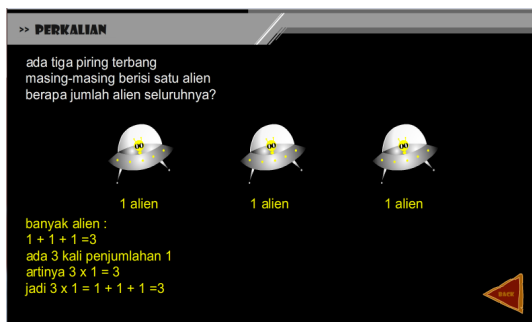 >> PERKALIAN
ada tiga piring terbang
masing-masing berisi satu alien
berapa jumlah alien seluruhnya?
1 alien
1 alien
1 alien
banyak alien :
1 + 1 + 1 =3
ada 3 kali penjumlahan 1
artinya 3 x 1 = 3
jadi 3 x 1 = 1 + 1 + 1 =3
BACK